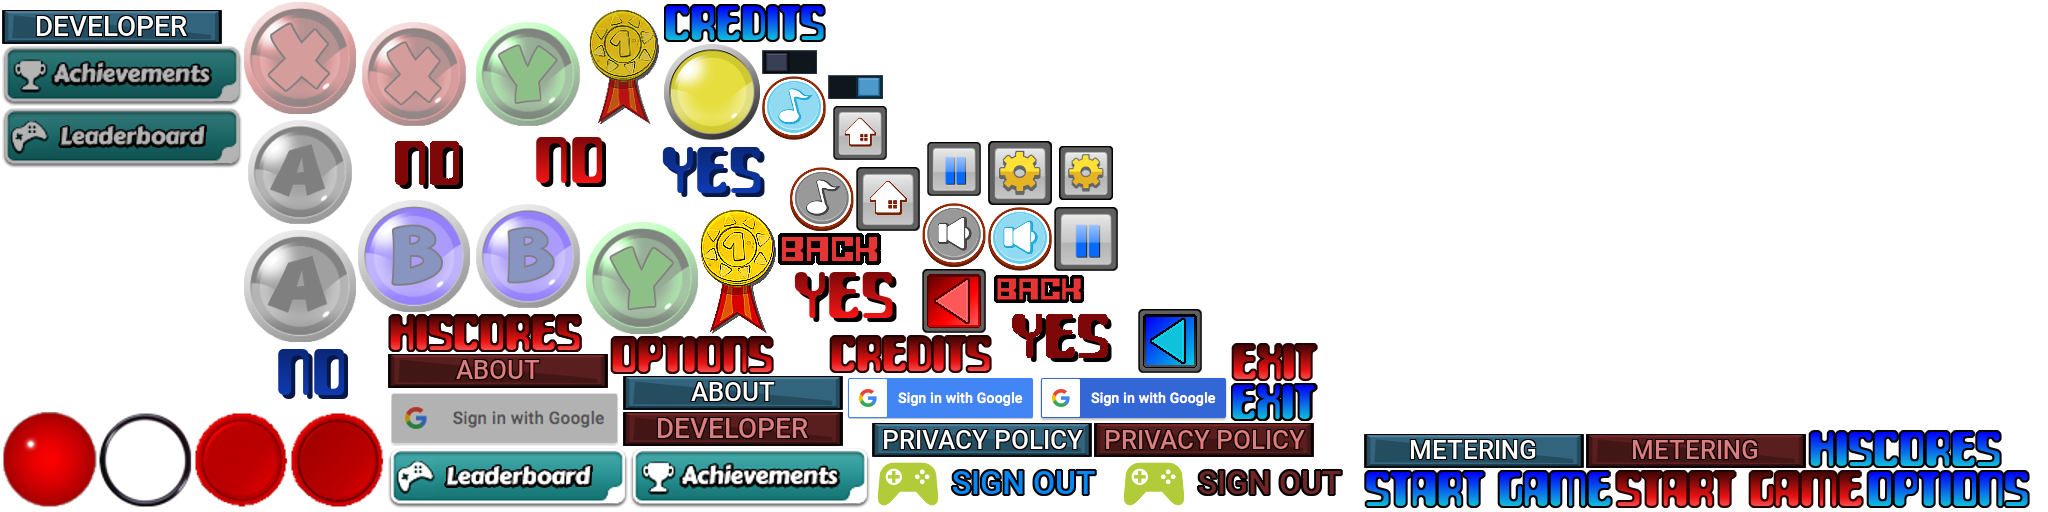 DEVELOPER
Achievements
Leaderboard
X
X
Y
1
CREDITS
A
NO
NO
YES
A
B
B
Y
1
BACK
YES
BACK
YES
HISCORES
OPTIONS
CREDITS
EXIT
NO
ABOUT
ABOUT
G Sign in with Google
G Sign in with Google
EXIT
G Sign in with Google
DEVELOPER
PRIVACY POLICY
PRIVACY POLICY
METERING
METERING
HISCORES
Leaderboard
Achievements
SIGN OUT
SIGN OUT
START GAME
START GAME
OPTIONS